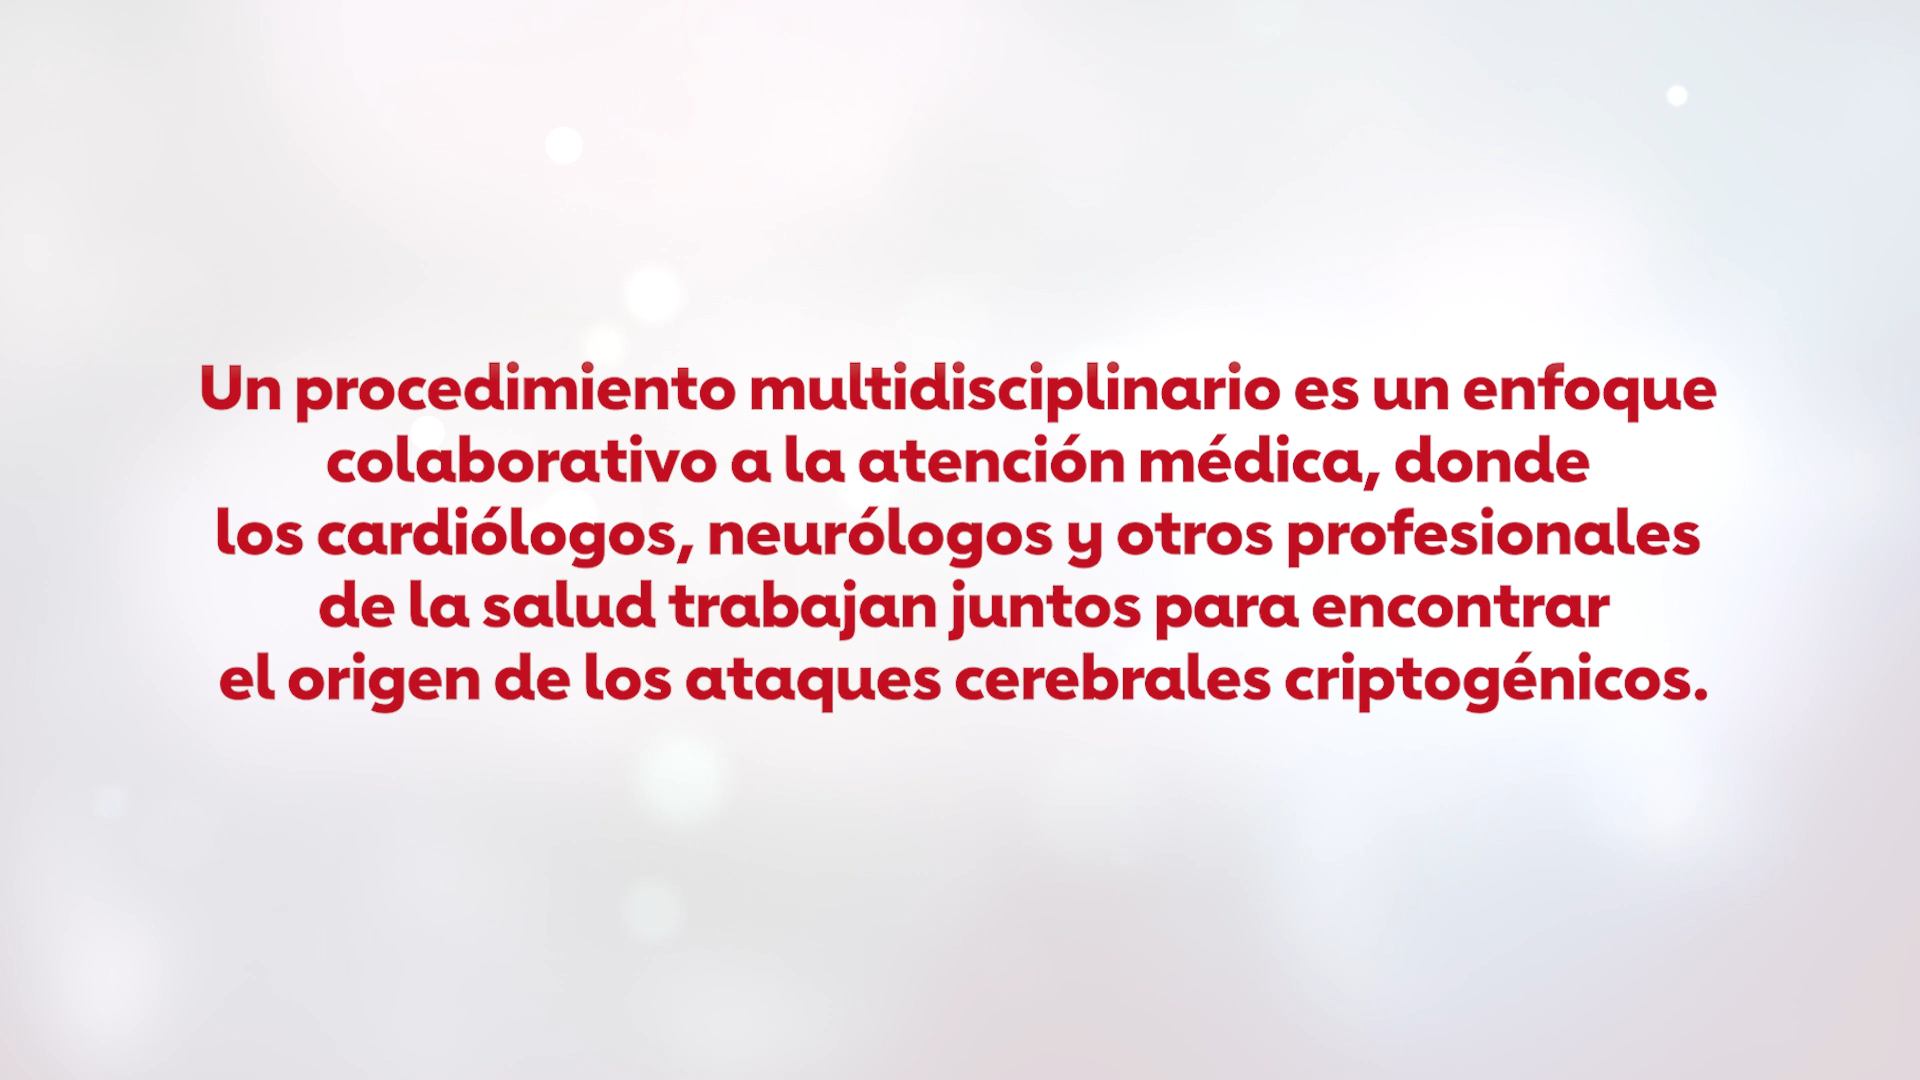 Un procedimiento multidisciplinario es un enfoque
colaborativo a la atención médica, donde
los cardiólogos, neurólogos y otros profesionales
de la salud trabajan juntos para encontrar
el origen de los ataques cerebrales criptogénicos.